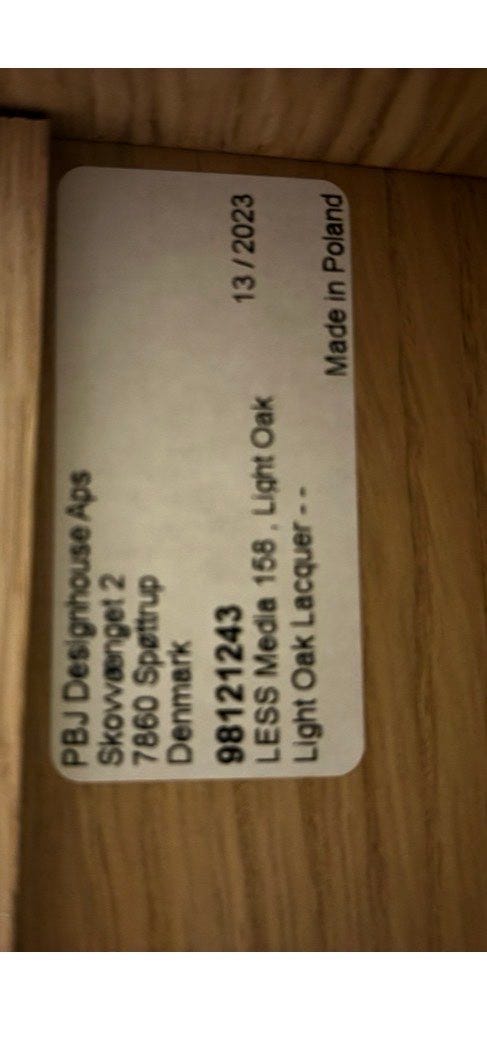 PBJ Designhouse Aps
Skovvænget 2
7860 Spøttrup
Denmark
98121243 13 / 2023
LESS Media 158 , Light Oak
Light Oak Lacquer - -
Made in Poland